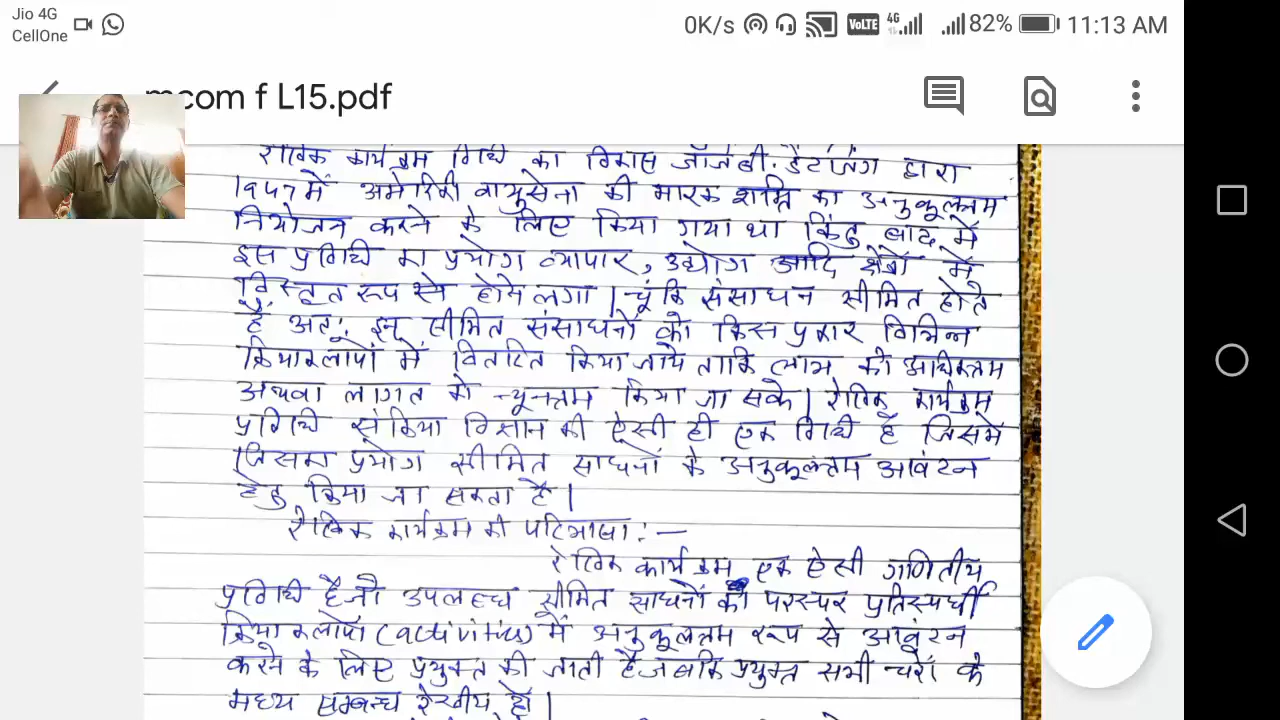 Jio 4G
CellOne
0K/s VoLTE 4G 82% 11:13 AM
mcom f L15.pdf
रैखिक कार्यक्रम विधि का विकास जॉर्ज बी. डेंटजिंग द्वारा
1947 में अमेरिकी वायुसेना की मारक शक्ति का अनुकूलतम
नियोजन करने के लिए किया गया था किंतु बाद में
इस प्रविधि का प्रयोग व्यापार, उद्योग आदि क्षेत्रों में
विस्तृत रूप से होने लगा। चूंकि संसाधन सीमित होते
हैं अतः इन सीमित संसाधनों को किस प्रकार विभिन्न
क्रियाकलापों में वितरित किया जाये ताकि लाभ को अधिकतम
अथवा लागत को न्यूनतम किया जा सके। रैखिक कार्यक्रम
प्रविधि संक्रिया विज्ञान की ऐसी ही एक विधि है जिसमें
जिसका प्रयोग सीमित साधनों के अनुकूलतम आवंटन
हेतु किया जा सकता है।
रैखिक कार्यक्रम की परिभाषा:-
रेखिक कार्यक्रम एक ऐसी गणितीय
प्रविधि है जो उपलब्ध सीमित साधनों को परस्पर प्रतिस्पर्धी
क्रियाकलापों (activities) में अनुकूलतम रूप से आवंटन
करने के लिए प्रयुक्त की जाती है जबकि प्रयुक्त सभी चरों के
मध्य सम्बन्ध रेखीय हो।